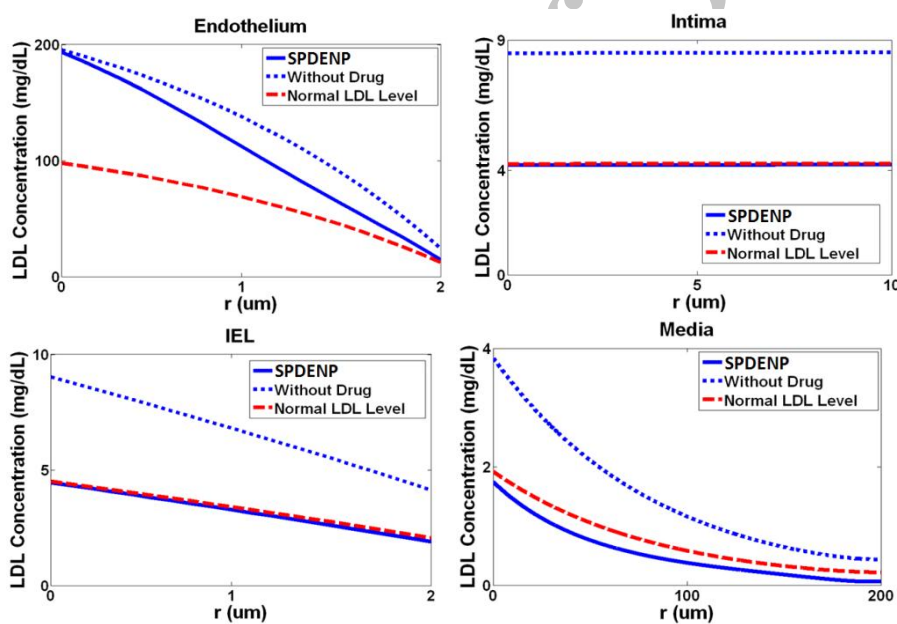 Endothelium
LDL Concentration (mg/dL)
200
100
0
SPDENP
Without Drug
Normal LDL Level
0
1
2
r (um)
Intima
LDL Concentration (mg/dL)
9
4
0
SPDENP
Without Drug
Normal LDL Level
0
5
10
r (um)
IEL
LDL Concentration (mg/dL)
10
5
0
SPDENP
Without Drug
Normal LDL Level
0
1
2
r (um)
Media
LDL Concentration (mg/dL)
4
2
0
SPDENP
Without Drug
Normal LDL Level
0
100
200
r (um)